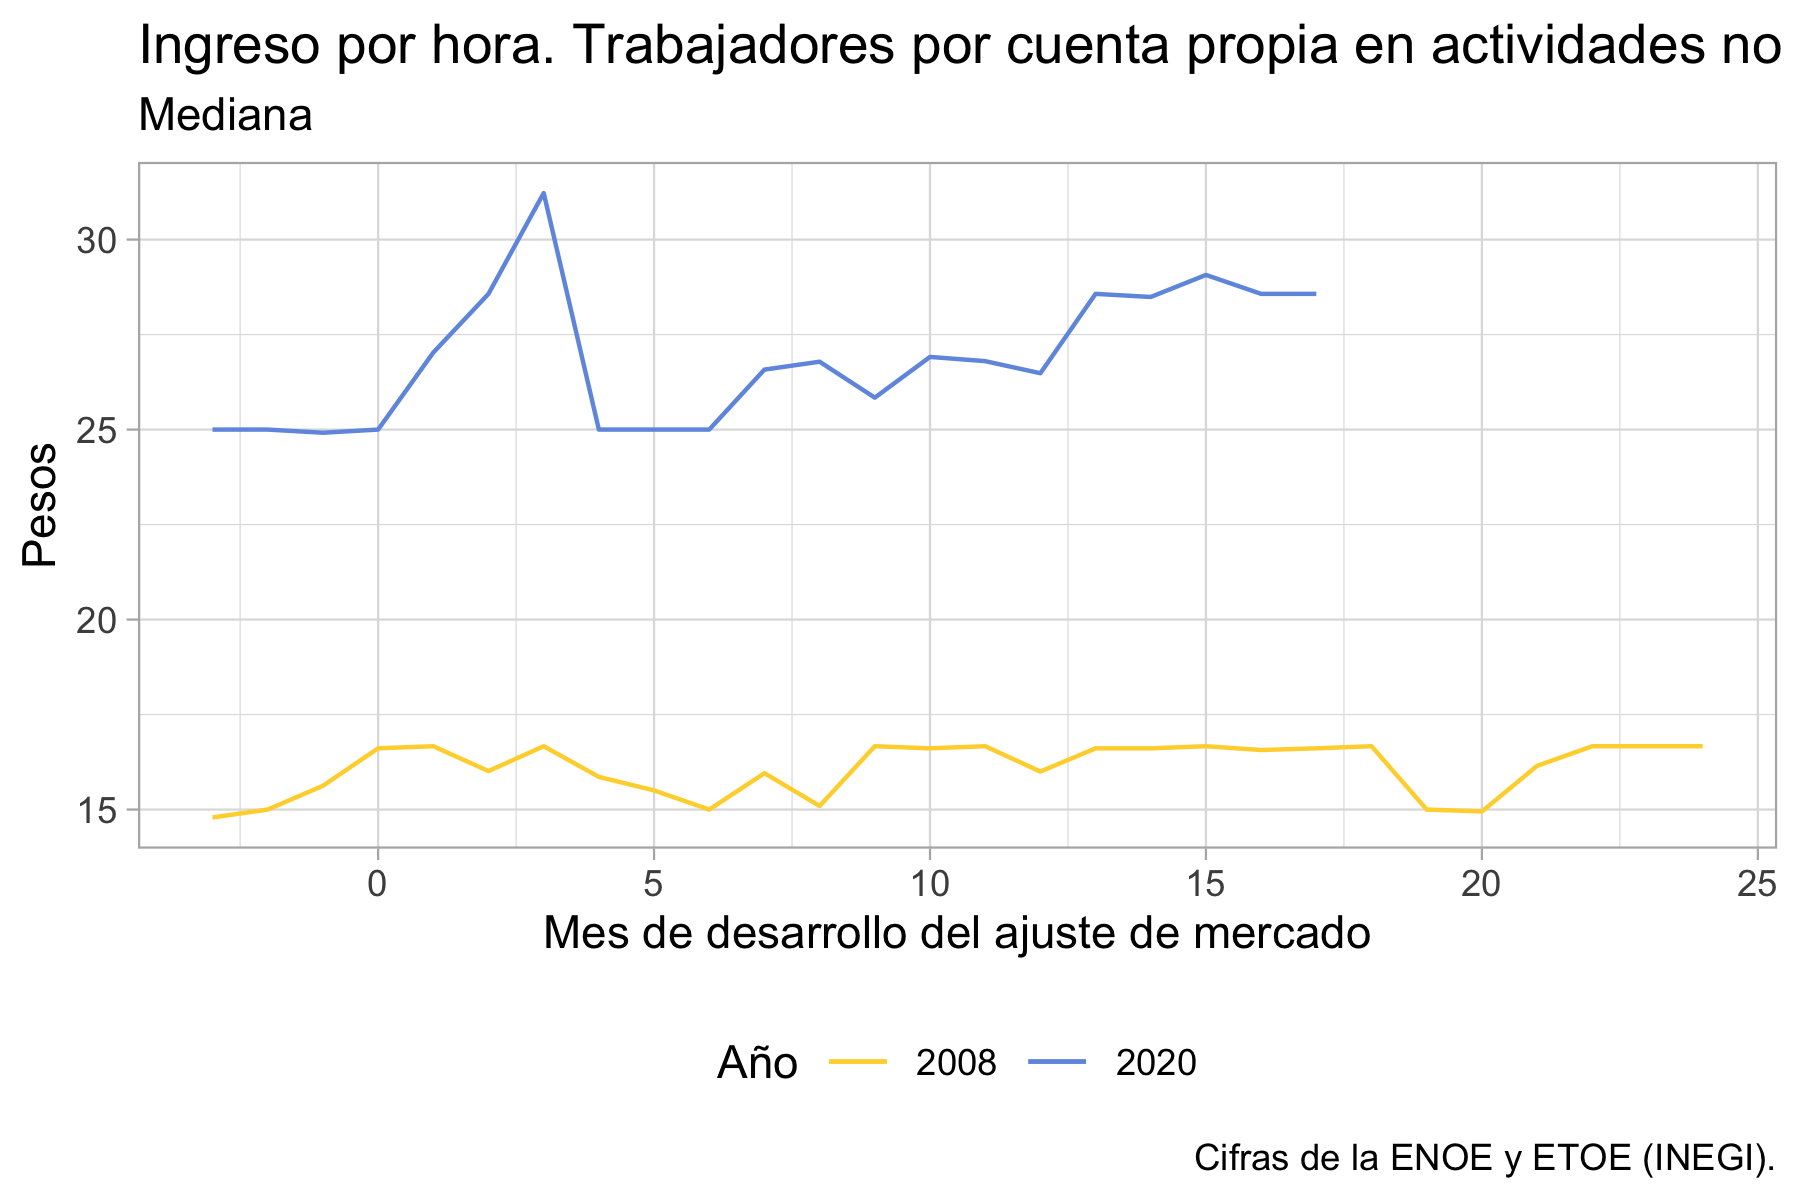 Ingreso por hora. Trabajadores por cuenta propia en actividades no
Mediana
30
25
20
15
Pesos
0 5 10 15 20 25
Mes de desarrollo del ajuste de mercado
Año 2008 2020
Cifras de la ENOE y ETOE (INEGI).